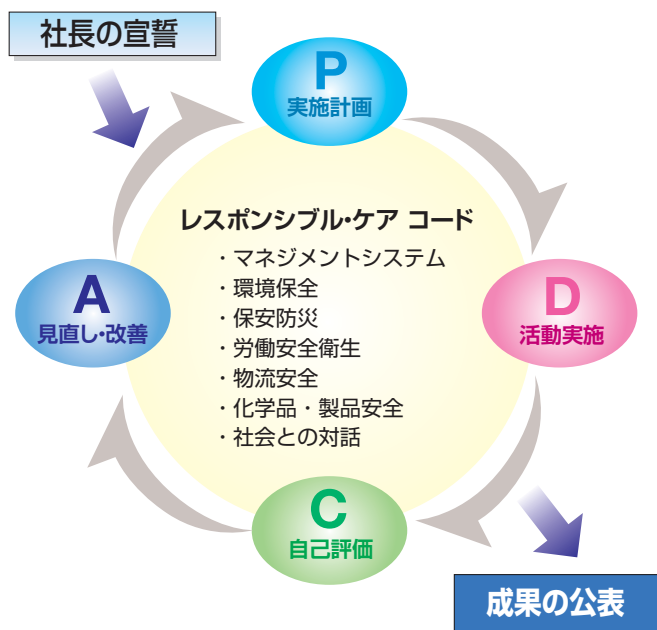 社長の宣誓
P
実施計画
レスポンシブル・ケア コード
・マネジメントシステム
・環境保全
・保安防災
・労働安全衛生
・物流安全
・化学品・製品安全
・社会との対話
A
見直し・改善
D
活動実施
C
自己評価
成果の公表